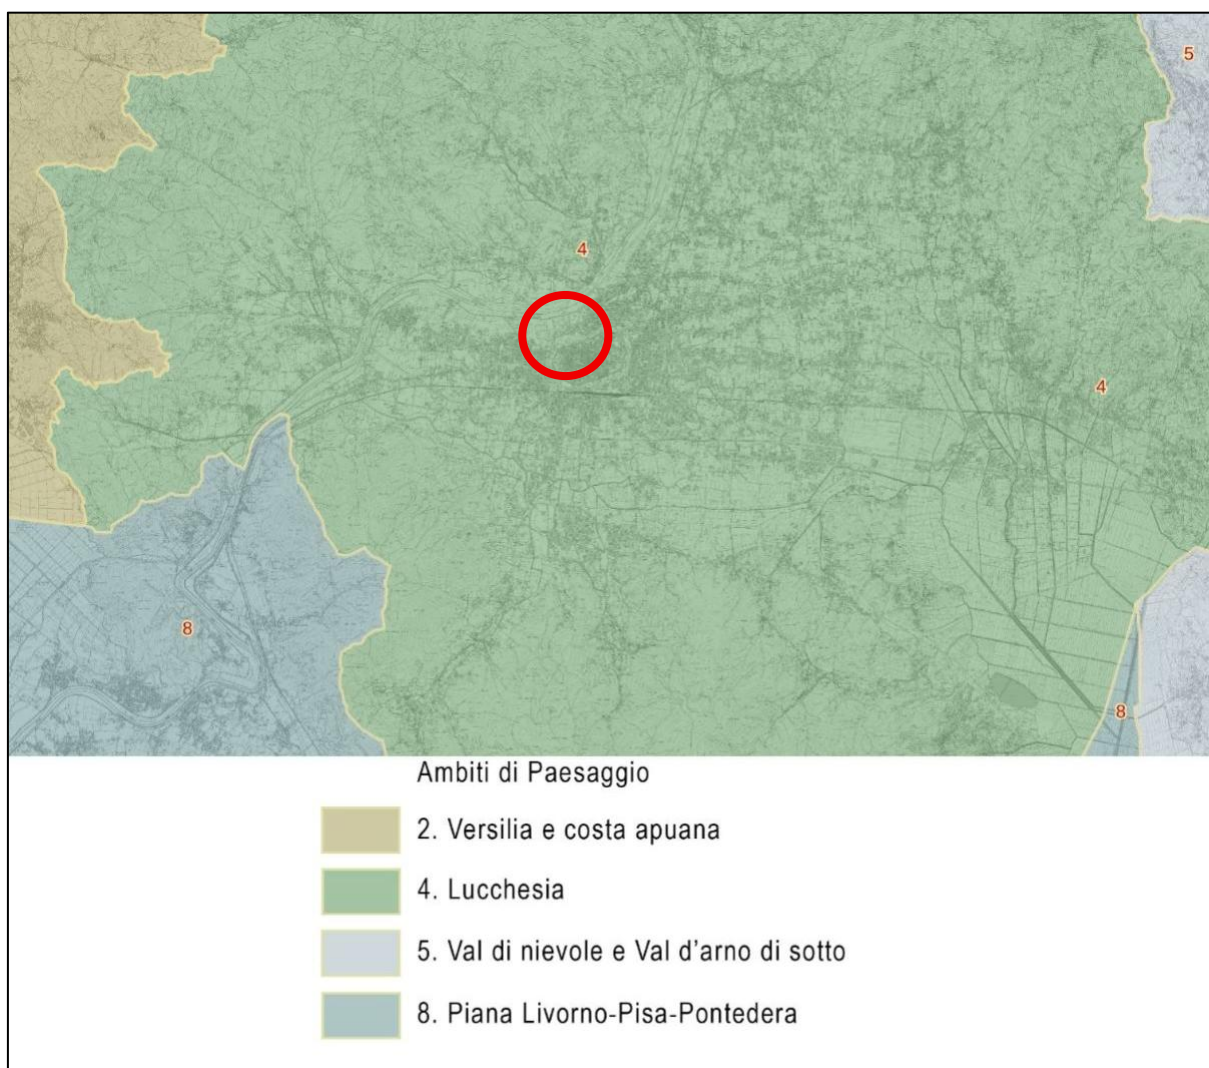 5
4
4
8
8
Ambiti di Paesaggio
2. Versilia e costa apuana
4. Lucchesia
5. Val di nievole e Val d'arno di sotto
8. Piana Livorno-Pisa-Pontedera